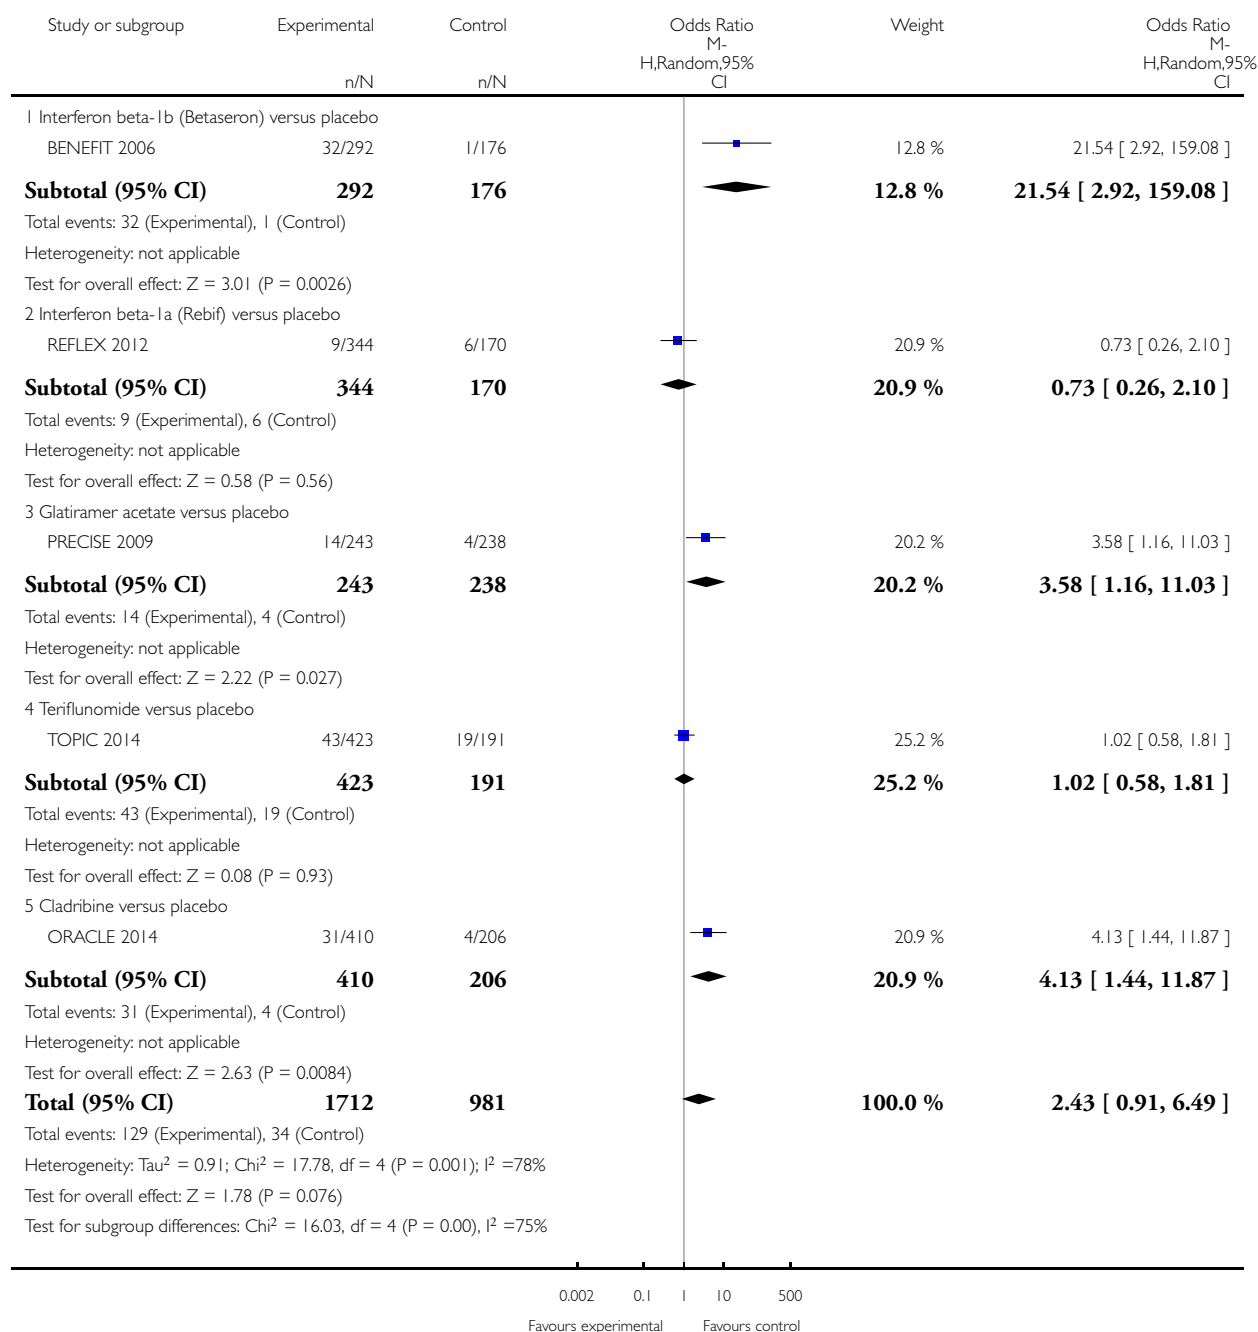 Study or subgroup Experimental Control Odds Ratio Weight Odds Ratio
M- M-
H,Random,95% H,Random,95%
n/N n/N CI CI
1 Interferon beta-1b (Betaseron) versus placebo
BENEFIT 2006 32/292 1/176 12.8 % 21.54 [ 2.92, 159.08 ]
Subtotal (95% CI) 292 176 12.8 % 21.54 [ 2.92, 159.08 ]
Total events: 32 (Experimental), 1 (Control)
Heterogeneity: not applicable
Test for overall effect: Z = 3.01 (P = 0.0026)
2 Interferon beta-1a (Rebif) versus placebo
REFLEX 2012 9/344 6/170 20.9 % 0.73 [ 0.26, 2.10 ]
Subtotal (95% CI) 344 170 20.9 % 0.73 [ 0.26, 2.10 ]
Total events: 9 (Experimental), 6 (Control)
Heterogeneity: not applicable
Test for overall effect: Z = 0.58 (P = 0.56)
3 Glatiramer acetate versus placebo
PRECISE 2009 14/243 4/238 20.2 % 3.58 [ 1.16, 11.03 ]
Subtotal (95% CI) 243 238 20.2 % 3.58 [ 1.16, 11.03 ]
Total events: 14 (Experimental), 4 (Control)
Heterogeneity: not applicable
Test for overall effect: Z = 2.22 (P = 0.027)
4 Teriflunomide versus placebo
TOPIC 2014 43/423 19/191 25.2 % 1.02 [ 0.58, 1.81 ]
Subtotal (95% CI) 423 191 25.2 % 1.02 [ 0.58, 1.81 ]
Total events: 43 (Experimental), 19 (Control)
Heterogeneity: not applicable
Test for overall effect: Z = 0.08 (P = 0.93)
5 Cladribine versus placebo
ORACLE 2014 31/410 4/206 20.9 % 4.13 [ 1.44, 11.87 ]
Subtotal (95% CI) 410 206 20.9 % 4.13 [ 1.44, 11.87 ]
Total events: 31 (Experimental), 4 (Control)
Heterogeneity: not applicable
Test for overall effect: Z = 2.63 (P = 0.0084)
Total (95% CI) 1712 981 100.0 % 2.43 [ 0.91, 6.49 ]
Total events: 129 (Experimental), 34 (Control)
Heterogeneity: Tau² = 0.91; Chi² = 17.78, df = 4 (P = 0.001); I² =78%
Test for overall effect: Z = 1.78 (P = 0.076)
Test for subgroup differences: Chi² = 16.03, df = 4 (P = 0.00), I² =75%
0.002 0.1 1 10 500
Favours experimental Favours control